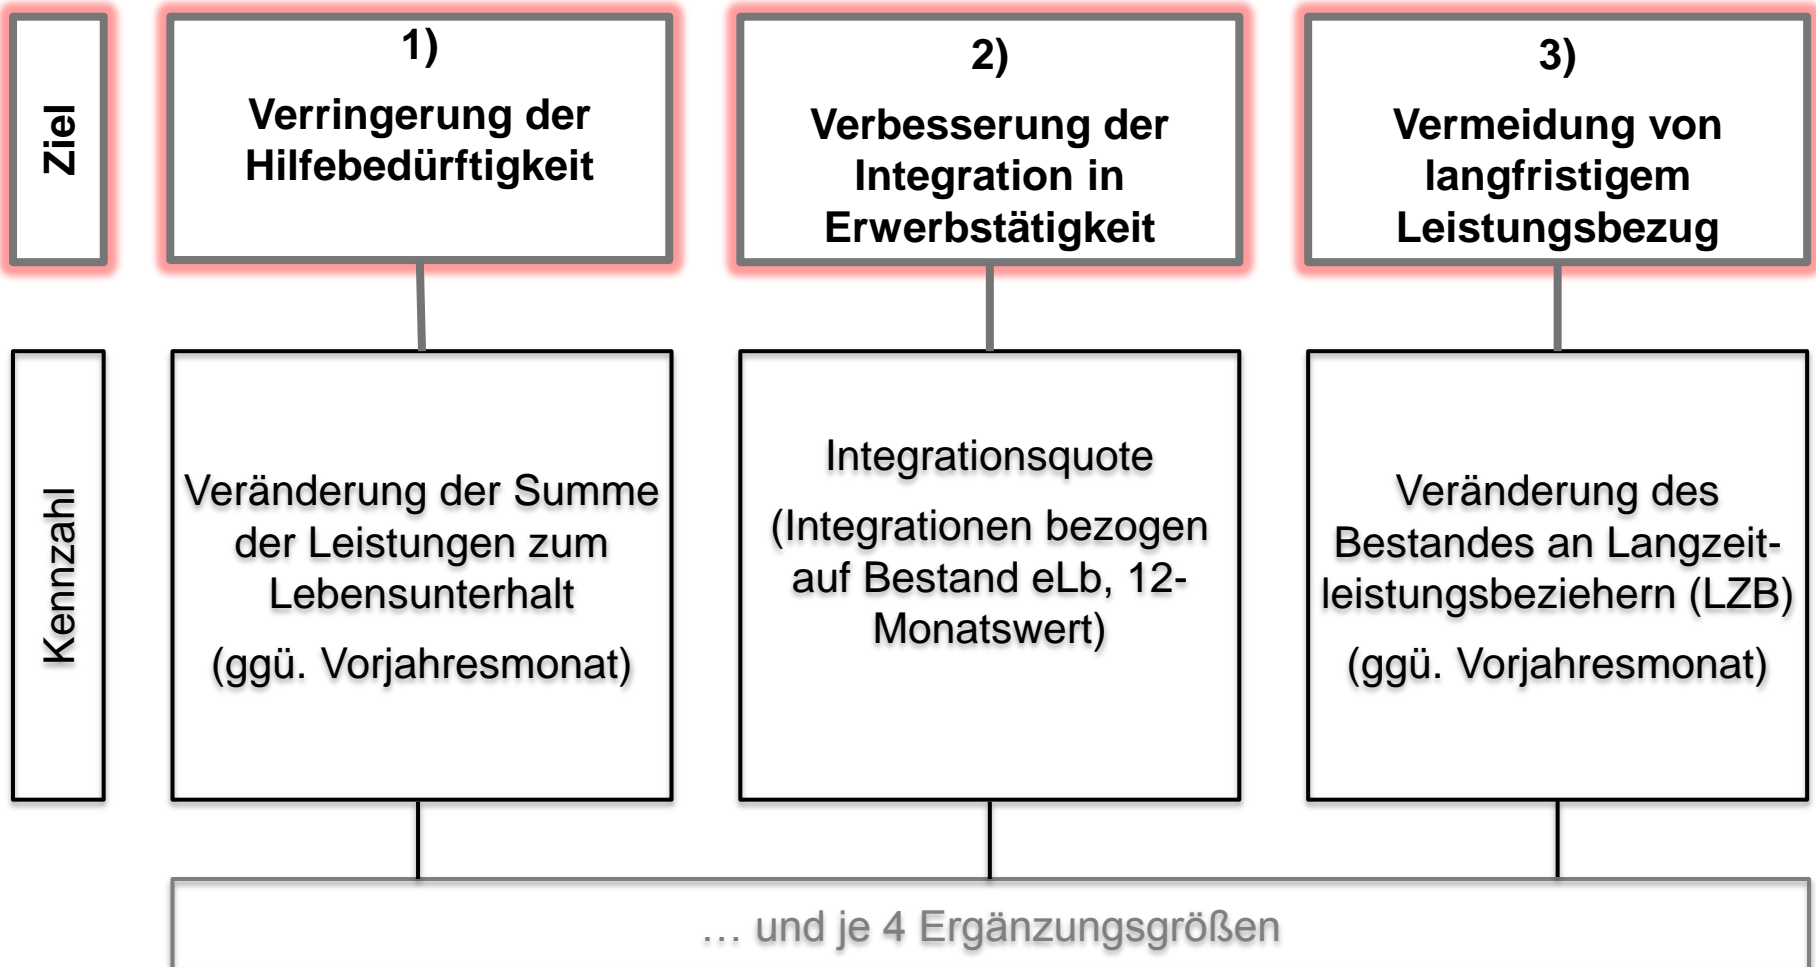 Ziel
1)
Verringerung der
Hilfebedürftigkeit
2)
Verbesserung der
Integration in
Erwerbstätigkeit
3)
Vermeidung von
langfristigem
Leistungsbezug
Kennzahl
Veränderung der Summe
der Leistungen zum
Lebensunterhalt
(ggü. Vorjahresmonat)
Integrationsquote
(Integrationen bezogen
auf Bestand eLb, 12-
Monatswert)
Veränderung des
Bestandes an Langzeit-
leistungsbeziehern (LZB)
(ggü. Vorjahresmonat)
… und je 4 Ergänzungsgrößen